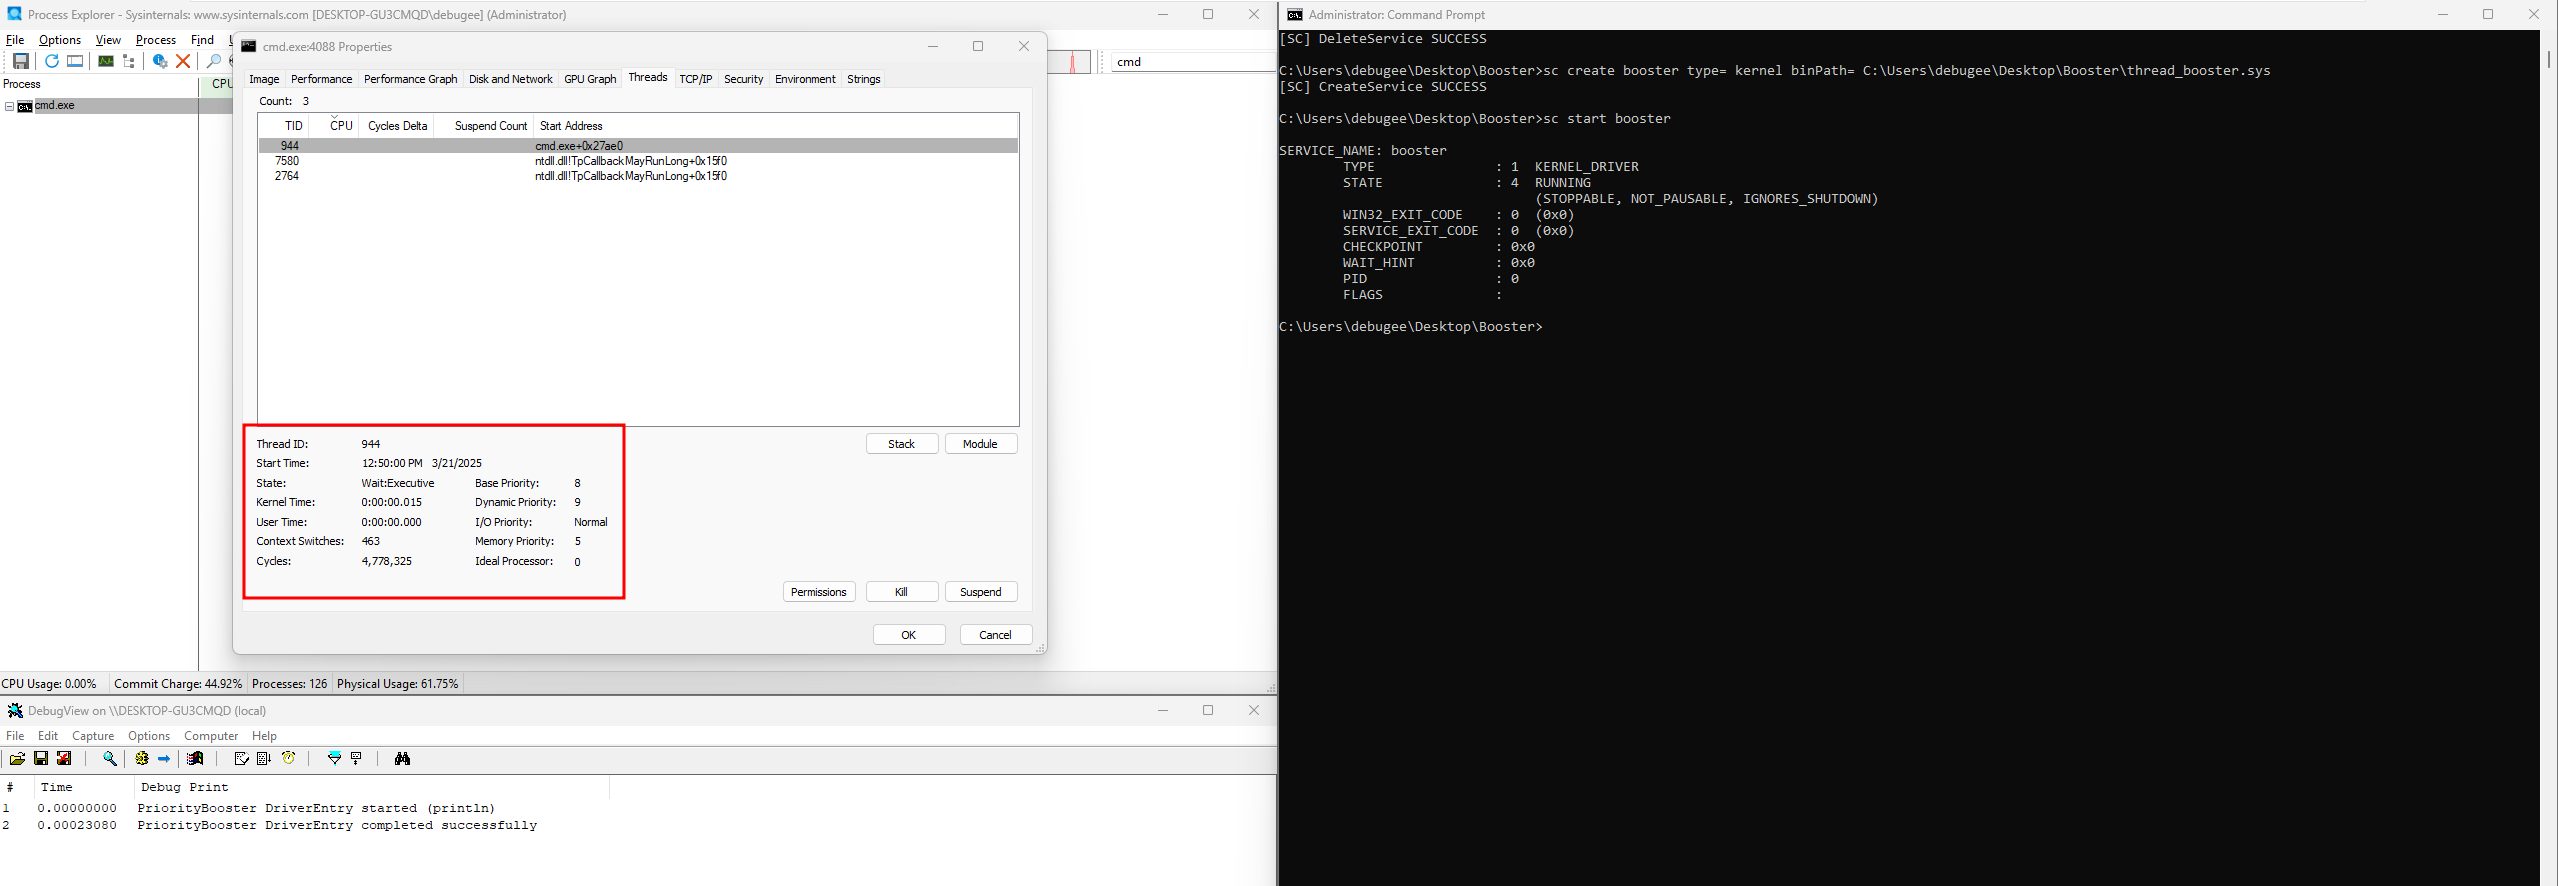 Process Explorer - Sysinternals: www.sysinternals.com [DESKTOP-GU3CMQD\debugee] (Administrator)
File Options View Process Find
cmd
Process CPU
cmd.exe
cmd.exe:4088 Properties
Image Performance Performance Graph Disk and Network GPU Graph Threads TCP/IP Security Environment Strings
Count: 3
TID CPU Cycles Delta Suspend Count Start Address
944 cmd.exe+0x27ae0
7580 ntdll.dll!TpCallbackMayRunLong+0x15f0
2764 ntdll.dll!TpCallbackMayRunLong+0x15f0
Thread ID: 944
Stack Module
Start Time: 12:50:00 PM 3/21/2025
State: Wait:Executive Base Priority: 8
Kernel Time: 0:00:00.015 Dynamic Priority: 9
User Time: 0:00:00.000 I/O Priority: Normal
Context Switches: 463 Memory Priority: 5
Cycles: 4,778,325 Ideal Processor: 0
Permissions Kill Suspend
OK Cancel
CPU Usage: 0.00% Commit Charge: 44.92% Processes: 126 Physical Usage: 61.75%
DebugView on \\DESKTOP-GU3CMQD (local)
File Edit Capture Options Computer Help
# Time Debug Print
1 0.00000000 PriorityBooster DriverEntry started (println)
2 0.00023080 PriorityBooster DriverEntry completed successfully
Administrator: Command Prompt
[SC] DeleteService SUCCESS
C:\Users\debugee\Desktop\Booster>sc create booster type= kernel binPath= C:\Users\debugee\Desktop\Booster\thread_booster.sys
[SC] CreateService SUCCESS
C:\Users\debugee\Desktop\Booster>sc start booster
SERVICE_NAME: booster
TYPE : 1 KERNEL_DRIVER
STATE : 4 RUNNING
(STOPPABLE, NOT_PAUSABLE, IGNORES_SHUTDOWN)
WIN32_EXIT_CODE : 0 (0x0)
SERVICE_EXIT_CODE : 0 (0x0)
CHECKPOINT : 0x0
WAIT_HINT : 0x0
PID : 0
FLAGS :
C:\Users\debugee\Desktop\Booster>